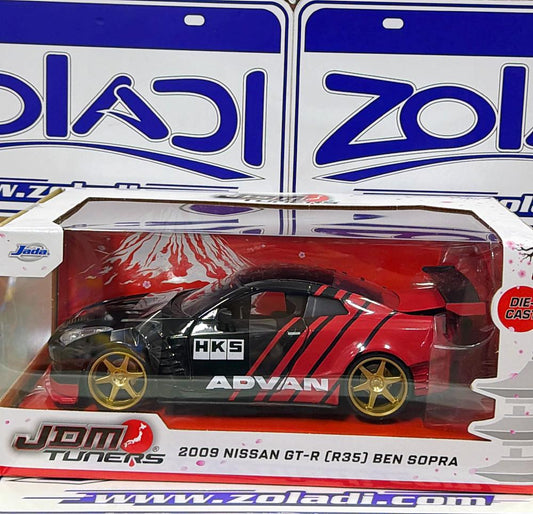 ZOLADI
ZOLADI
www.zoladi
zoladi.
Jada
DIE-
CAST
HKS
ADVAN
JDM
TUNERS
2009 NISSAN GT-R (R35) BEN SOPRA
www.zoladi.com